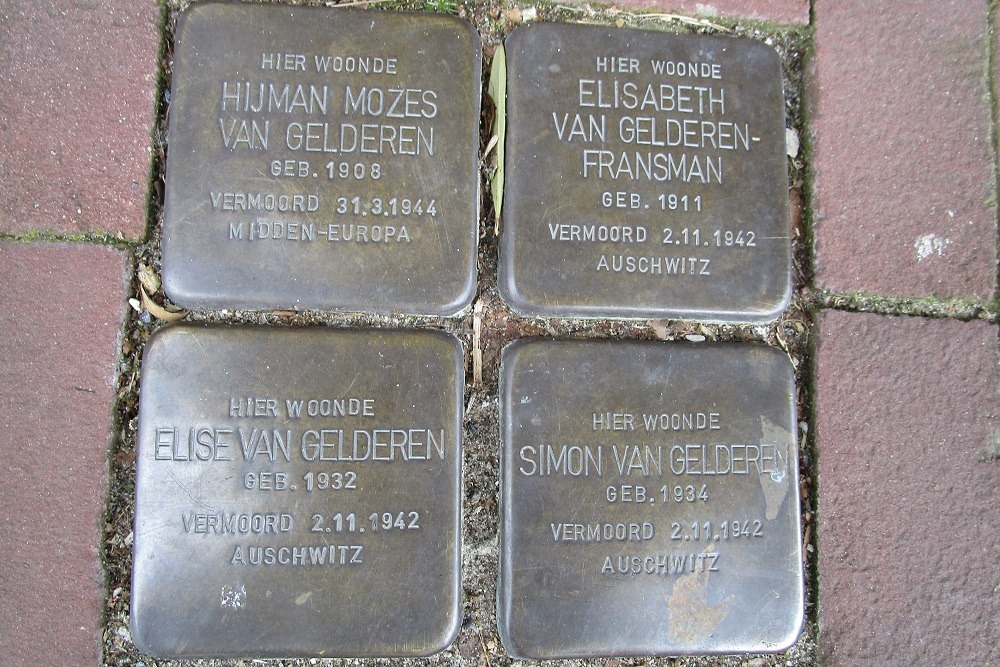 HIER WOONDE
HIJMAN MOZES
VAN GELDEREN
GEB. 1908
VERMOORD 31.3.1944
MIDDEN-EUROPA
HIER WOONDE
ELISABETH
VAN GELDEREN-
FRANSMAN
GEB. 1911
VERMOORD 2.11.1942
AUSCHWITZ
HIER WOONDE
ELISE VAN GELDEREN
GEB. 1932
VERMOORD 2.11.1942
AUSCHWITZ
HIER WOONDE
SIMON VAN GELDEREN
GEB. 1934
VERMOORD 2.11.1942
AUSCHWITZ